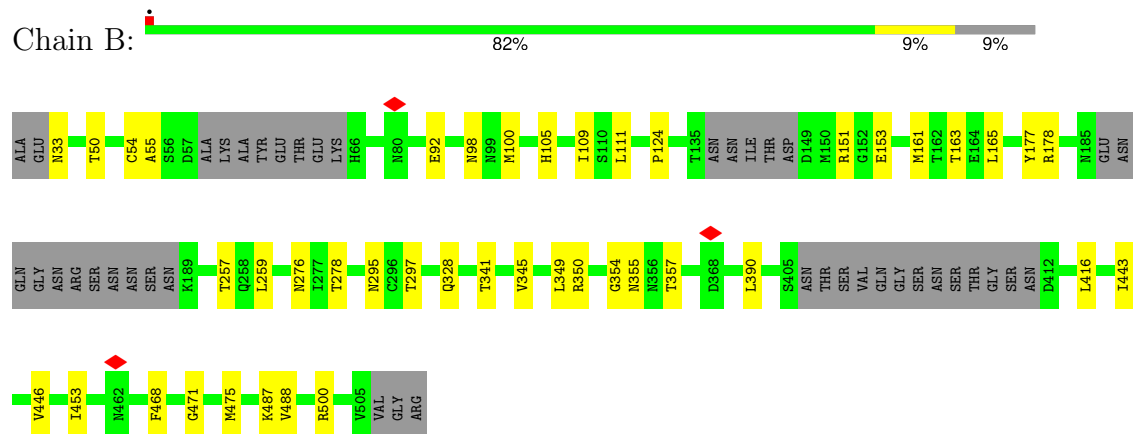 Chain B:
82% 9% 9%
ALA GLU N33 T50 C54 A55 S56 D57 ALA LYS ALA TYR GLU THR GLU LYS H66 N80 E92 N98 N99 M100 H105 I109 S110 L111 P124 T135 ASN ASN ILE THR ASP D149 M150 R151 G152 E153 M161 T162 T163 E164 L165 Y177 R178 N185 GLU ASN
GLN GLY ASN ARG SER ASN ASN SER ASN K189 T257 Q258 L259 N276 I277 T278 N295 C296 T297 Q328 T341 V345 L349 R350 G354 N355 N356 T357 D368 L390 S405 ASN THR SER VAL GLN GLY SER ASN SER THR GLY SER ASN D412 L416 I443
V446 I453 N462 F468 G471 M475 K487 V488 R500 V505 VAL GLY ARG